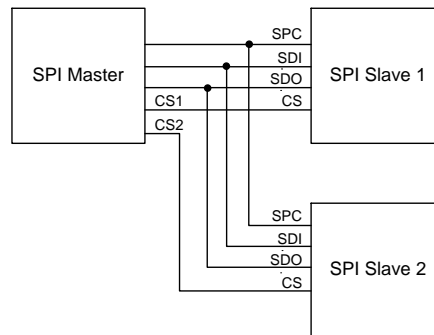 SPI Master
CS1
CS2
SPC
SDI
SDO
CS
SPI Slave 1
SPC
SDI
SDO
CS
SPI Slave 2